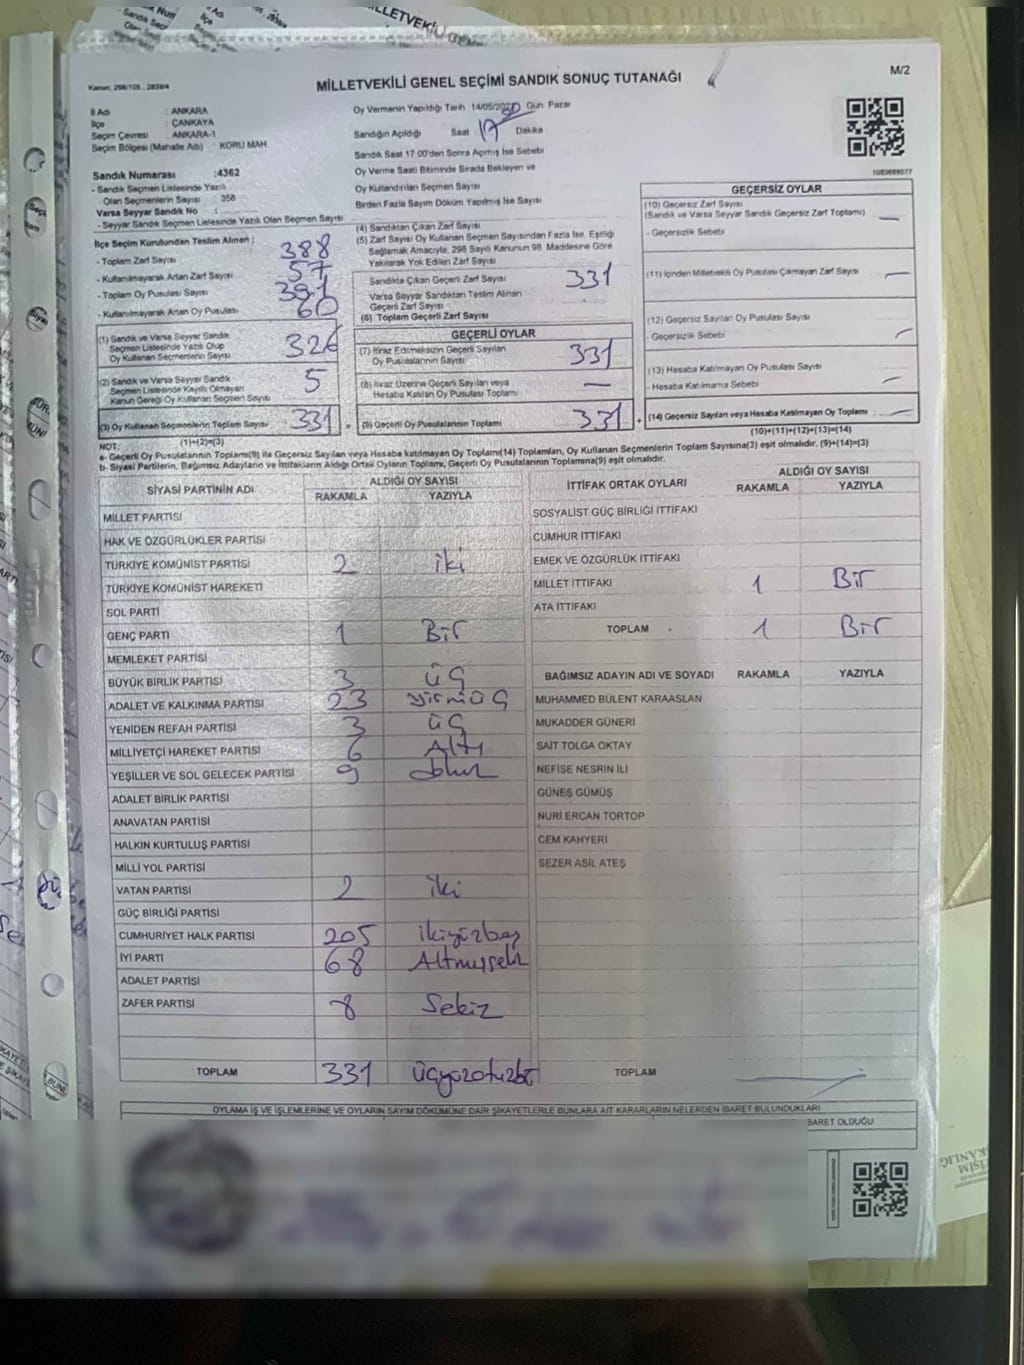 MİLLETVEKİLİ GENEL SEÇİMİ SANDIK SONUÇ TUTANAĞI
M/2
Kanun, 298/105, 2839/4
İl Adı : ANKARA
İlçe : ÇANKAYA
Seçim Çevresi : ANKARA-1
Seçim Bölgesi (Mahalle Adı) : KORU MAH.
Sandık Numarası :4362
- Sandık Seçmen Listesinde Yazılı
Olan Seçmenlerin Sayısı : 358
Varsa Seyyar Sandık No :
- Seyyar Sandık Seçmen Listesinde Yazılı Olan Seçmen Sayısı
Oy Vermenin Yapıldığı Tarih 14/05/ Gün Pazar
Sandığın Açıldığı Saat 17 Dakika 30
Sandık Saat 17:00'den Sonra Açılmış İse Sebebi
Oy Verme Saati Bitiminde Sırada Bekleyen ve
Oy Kullandırılan Seçmen Sayısı
Birden Fazla Sayım Döküm Yapılmış İse Sayısı
İlçe Seçim Kurulundan Teslim Alınan :
- Toplam Zarf Sayısı 388
- Kullanılmayarak Artan Zarf Sayısı 57
- Toplam Oy Pusulası Sayısı 391
- Kullanılmayarak Artan Oy Pusulası 60
(1) Sandık ve Varsa Seyyar Sandık
Seçmen Listesinde Yazılı Olup
Oy Kullanan Seçmenlerin Sayısı 326
(2) Sandık ve Varsa Seyyar Sandık
Seçmen Listesinde Kayıtlı Olmayan
Kanun Gereği Oy Kullanan Seçmen Sayısı 5
(3) Oy Kullanan Seçmenlerin Toplam Sayısı 331
(1)+(2)=(3)
(4) Sandıktan Çıkan Zarf Sayısı
(5) Zarf Sayısı Oy Kullanan Seçmen Sayısından Fazla İse, Eşitliği
Sağlamak Amacıyla, 298 Sayılı Kanunun 98. Maddesine Göre
Yakılarak Yok Edilen Zarf Sayısı
Sandıkta Çıkan Geçerli Zarf Sayısı 331
Varsa Seyyar Sandıktan Teslim Alınan
Geçerli Zarf Sayısı
(6) Toplam Geçerli Zarf Sayısı
GEÇERLİ OYLAR
(7) İtiraz Edilmeksizin Geçerli Sayılan
Oy Pusulalarının Sayısı 331
(8) İtiraz Üzerine Geçerli Sayılan veya
Hesaba Katılan Oy Pusulası Toplamı —
(9) Geçerli Oy Pusulalarının Toplamı 331
1083688577
GEÇERSİZ OYLAR
(10) Geçersiz Zarf Sayısı
(Sandık ve Varsa Seyyar Sandık Geçersiz Zarf Toplamı) —
- Geçersizlik Sebebi
(11) İçinden Milletvekili Oy Pusulası Çıkmayan Zarf Sayısı —
(12) Geçersiz Sayılan Oy Pusulası Sayısı
- Geçersizlik Sebebi —
(13) Hesaba Katılmayan Oy Pusulası Sayısı
- Hesaba Katılmama Sebebi —
(14) Geçersiz Sayılan veya Hesaba Katılmayan Oy Toplamı —
(10)+(11)+(12)+(13)=(14)
NOT:
a- Geçerli Oy Pusulalarının Toplamı(9) ile Geçersiz Sayılan veya Hesaba katılmayan Oy Toplamı(14) Toplamları, Oy Kullanan Seçmenlerin Toplam Sayısına(3) eşit olmalıdır. (9)+(14)=(3)
b- Siyasi Partilerin, Bağımsız Adayların ve İttifakların Aldığı Ortak Oyların Toplamı, Geçerli Oy Pusulalarının Toplamına(9) eşit olmalıdır.
SİYASİ PARTİNİN ADI ALDIĞI OY SAYISI
RAKAMLA YAZIYLA
MİLLET PARTİSİ
HAK VE ÖZGÜRLÜKLER PARTİSİ
TÜRKİYE KOMÜNİST PARTİSİ 2 iki
TÜRKİYE KOMÜNİST HAREKETİ
SOL PARTİ
GENÇ PARTİ 1 Bir
MEMLEKET PARTİSİ
BÜYÜK BİRLİK PARTİSİ 3 üç
ADALET VE KALKINMA PARTİSİ 23 yirmiüç
YENİDEN REFAH PARTİSİ 3 üç
MİLLİYETÇİ HAREKET PARTİSİ 6 Altı
YEŞİLLER VE SOL GELECEK PARTİSİ 9 dokuz
ADALET BİRLİK PARTİSİ
ANAVATAN PARTİSİ
HALKIN KURTULUŞ PARTİSİ
MİLLİ YOL PARTİSİ
VATAN PARTİSİ 2 iki
GÜÇ BİRLİĞİ PARTİSİ
CUMHURİYET HALK PARTİSİ 205 ikiyüzbeş
İYİ PARTİ 68 Altmışsekiz
ADALET PARTİSİ
ZAFER PARTİSİ 8 Sekiz
TOPLAM 331 üçyüzotuzbir
İTTİFAK ORTAK OYLARI ALDIĞI OY SAYISI
RAKAMLA YAZIYLA
SOSYALİST GÜÇ BİRLİĞİ İTTİFAKI
CUMHUR İTTİFAKI
EMEK VE ÖZGÜRLÜK İTTİFAKI
MİLLET İTTİFAKI 1 Bir
ATA İTTİFAKI
TOPLAM 1 Bir
BAĞIMSIZ ADAYIN ADI VE SOYADI RAKAMLA YAZIYLA
MUHAMMED BÜLENT KARAASLAN
MUKADDER GÜNERİ
SAİT TOLGA OKTAY
NEFİSE NESRİN İLİ
GÜNEŞ GÜMÜŞ
NURİ ERCAN TORTOP
CEM KAHYERİ
SEZER ASİL ATEŞ
TOPLAM —
OYLAMA İŞ VE İŞLEMLERİNE VE OYLARIN SAYIM DÖKÜMÜNE DAİR ŞİKAYETLERLE BUNLARA AİT KARARLARIN NELERDEN İBARET BULUNDUKLARI
BARET OLDUĞU